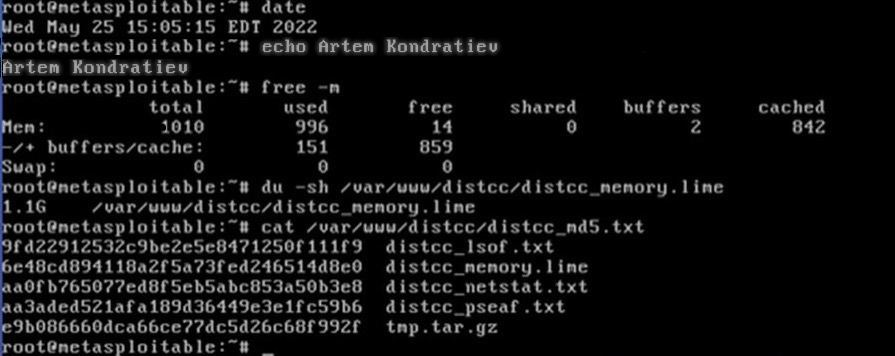 root@metasploitable:~# date
Wed May 25 15:05:15 EDT 2022
root@metasploitable:~# echo Artem Kondratiev
Artem Kondratiev
root@metasploitable:~# free -m
total used free shared buffers cached
Mem: 1010 996 14 0 2 842
-/+ buffers/cache: 151 859
Swap: 0 0 0
root@metasploitable:~# du -sh /var/www/distcc/distcc_memory.lime
1.1G /var/www/distcc/distcc_memory.lime
root@metasploitable:~# cat /var/www/distcc/distcc_md5.txt
9fd22912532c9be2e5e8471250f111f9 distcc_lsof.txt
6e48cd894118a2f5a73fed246514d8e0 distcc_memory.lime
aa0fb765077ed8f5eb5abc853a50b3e8 distcc_netstat.txt
aa3aded521afa189d36449e3e1fc59b6 distcc_pseaf.txt
e9b086660dca66ce77dc5d26c68f992f tmp.tar.gz
root@metasploitable:~# _